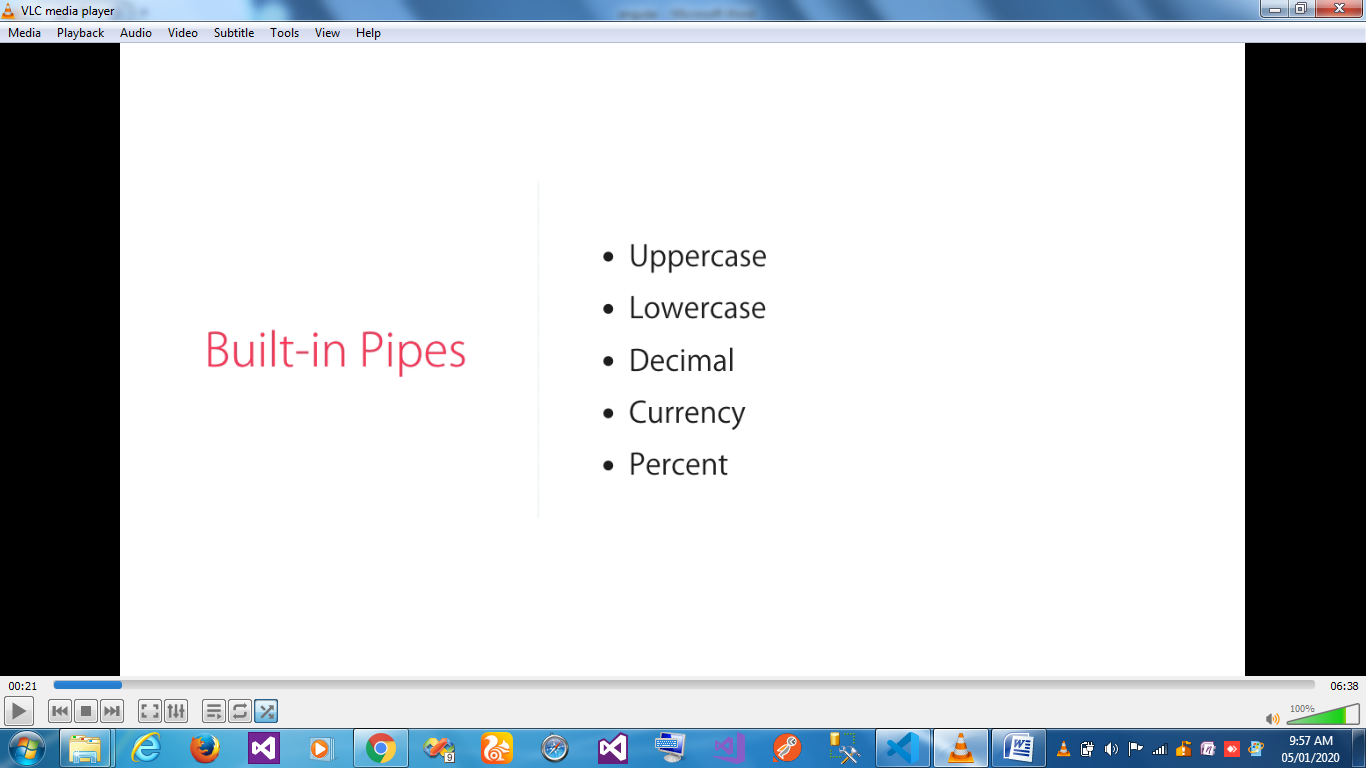 VLC media player
Media Playback Audio Video Subtitle Tools View Help
Built-in Pipes
• Uppercase
• Lowercase
• Decimal
• Currency
• Percent
00:21
06:38
100%
9
9:57 AM
05/01/2020